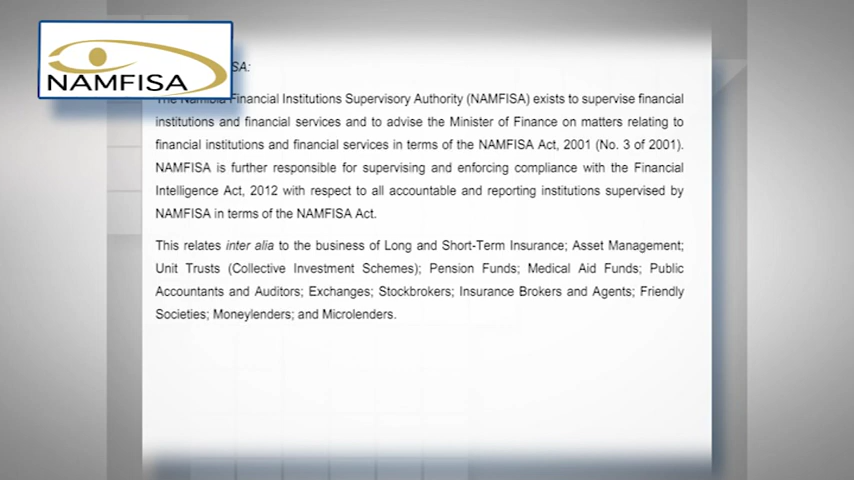 NAMFISA
SA:
The Namibia Financial Institutions Supervisory Authority (NAMFISA) exists to supervise financial
institutions and financial services and to advise the Minister of Finance on matters relating to
financial institutions and financial services in terms of the NAMFISA Act, 2001 (No. 3 of 2001).
NAMFISA is further responsible for supervising and enforcing compliance with the Financial
Intelligence Act, 2012 with respect to all accountable and reporting institutions supervised by
NAMFISA in terms of the NAMFISA Act.
This relates inter alia to the business of Long and Short-Term Insurance; Asset Management;
Unit Trusts (Collective Investment Schemes); Pension Funds; Medical Aid Funds; Public
Accountants and Auditors; Exchanges; Stockbrokers; Insurance Brokers and Agents; Friendly
Societies; Moneylenders; and Microlenders.